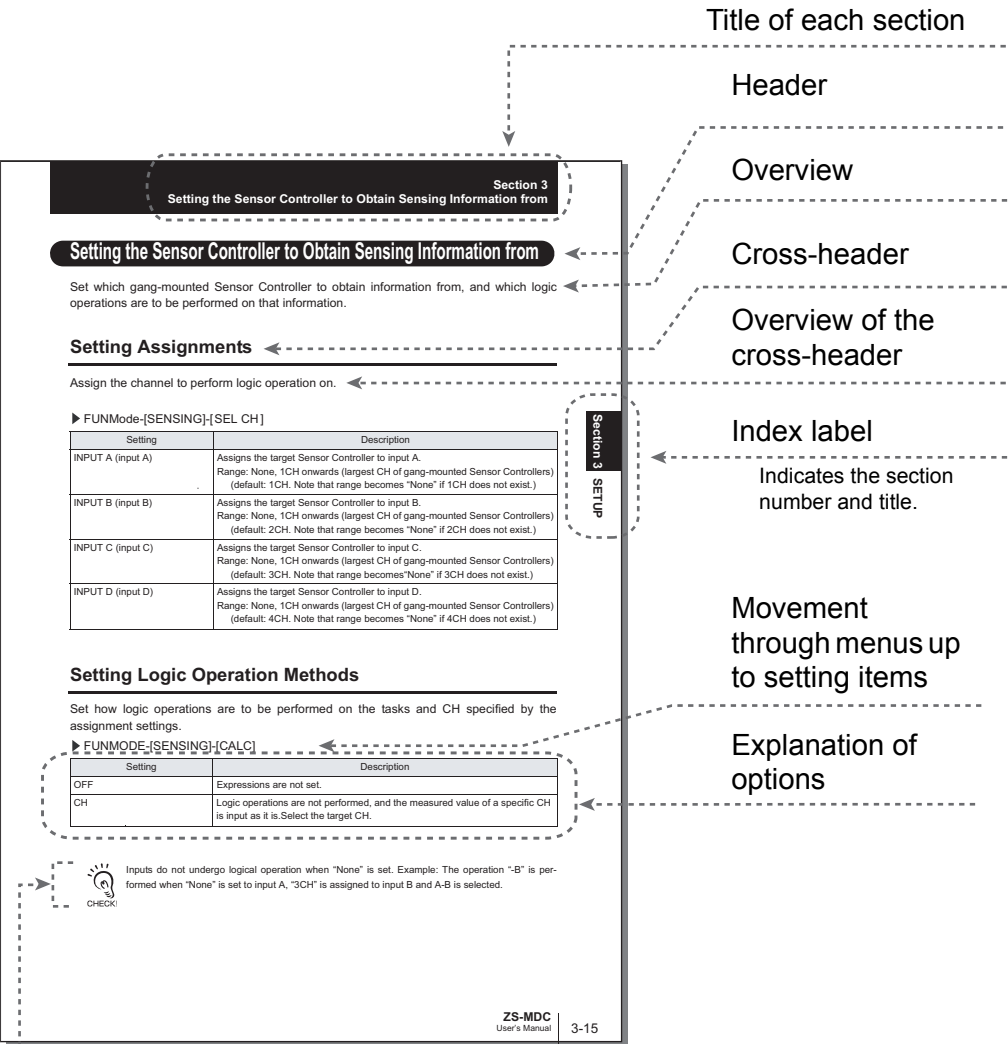 Title of each section
Header
Overview
Cross-header
Overview of the
cross-header
Index label
Indicates the section
number and title.
Movement
through menus up
to setting items
Explanation of
options
Section 3
Setting the Sensor Controller to Obtain Sensing Information from
Setting the Sensor Controller to Obtain Sensing Information from
Set which gang-mounted Sensor Controller to obtain information from, and which logic
operations are to be performed on that information.
Setting Assignments
Assign the channel to perform logic operation on.
▶ FUNMode-[SENSING]-[SEL CH]
Setting Description
INPUT A (input A) Assigns the target Sensor Controller to input A.
Range: None, 1CH onwards (largest CH of gang-mounted Sensor Controllers)
(default: 1CH. Note that range becomes “None” if 1CH does not exist.)
INPUT B (input B) Assigns the target Sensor Controller to input B.
Range: None, 1CH onwards (largest CH of gang-mounted Sensor Controllers)
(default: 2CH. Note that range becomes “None” if 2CH does not exist.)
INPUT C (input C) Assigns the target Sensor Controller to input C.
Range: None, 1CH onwards (largest CH of gang-mounted Sensor Controllers)
(default: 3CH. Note that range becomes“None” if 3CH does not exist.)
INPUT D (input D) Assigns the target Sensor Controller to input D.
Range: None, 1CH onwards (largest CH of gang-mounted Sensor Controllers)
(default: 4CH. Note that range becomes “None” if 4CH does not exist.)
Section 3 SETUP
Setting Logic Operation Methods
Set how logic operations are to be performed on the tasks and CH specified by the
assignment settings.
▶ FUNMODE-[SENSING]-[CALC]
Setting Description
OFF Expressions are not set.
CH Logic operations are not performed, and the measured value of a specific CH
is input as it is.Select the target CH.
Inputs do not undergo logical operation when “None” is set. Example: The operation “-B” is per-
formed when “None” is set to input A, “3CH” is assigned to input B and A-B is selected.
CHECK!
ZS-MDC
User's Manual
3-15